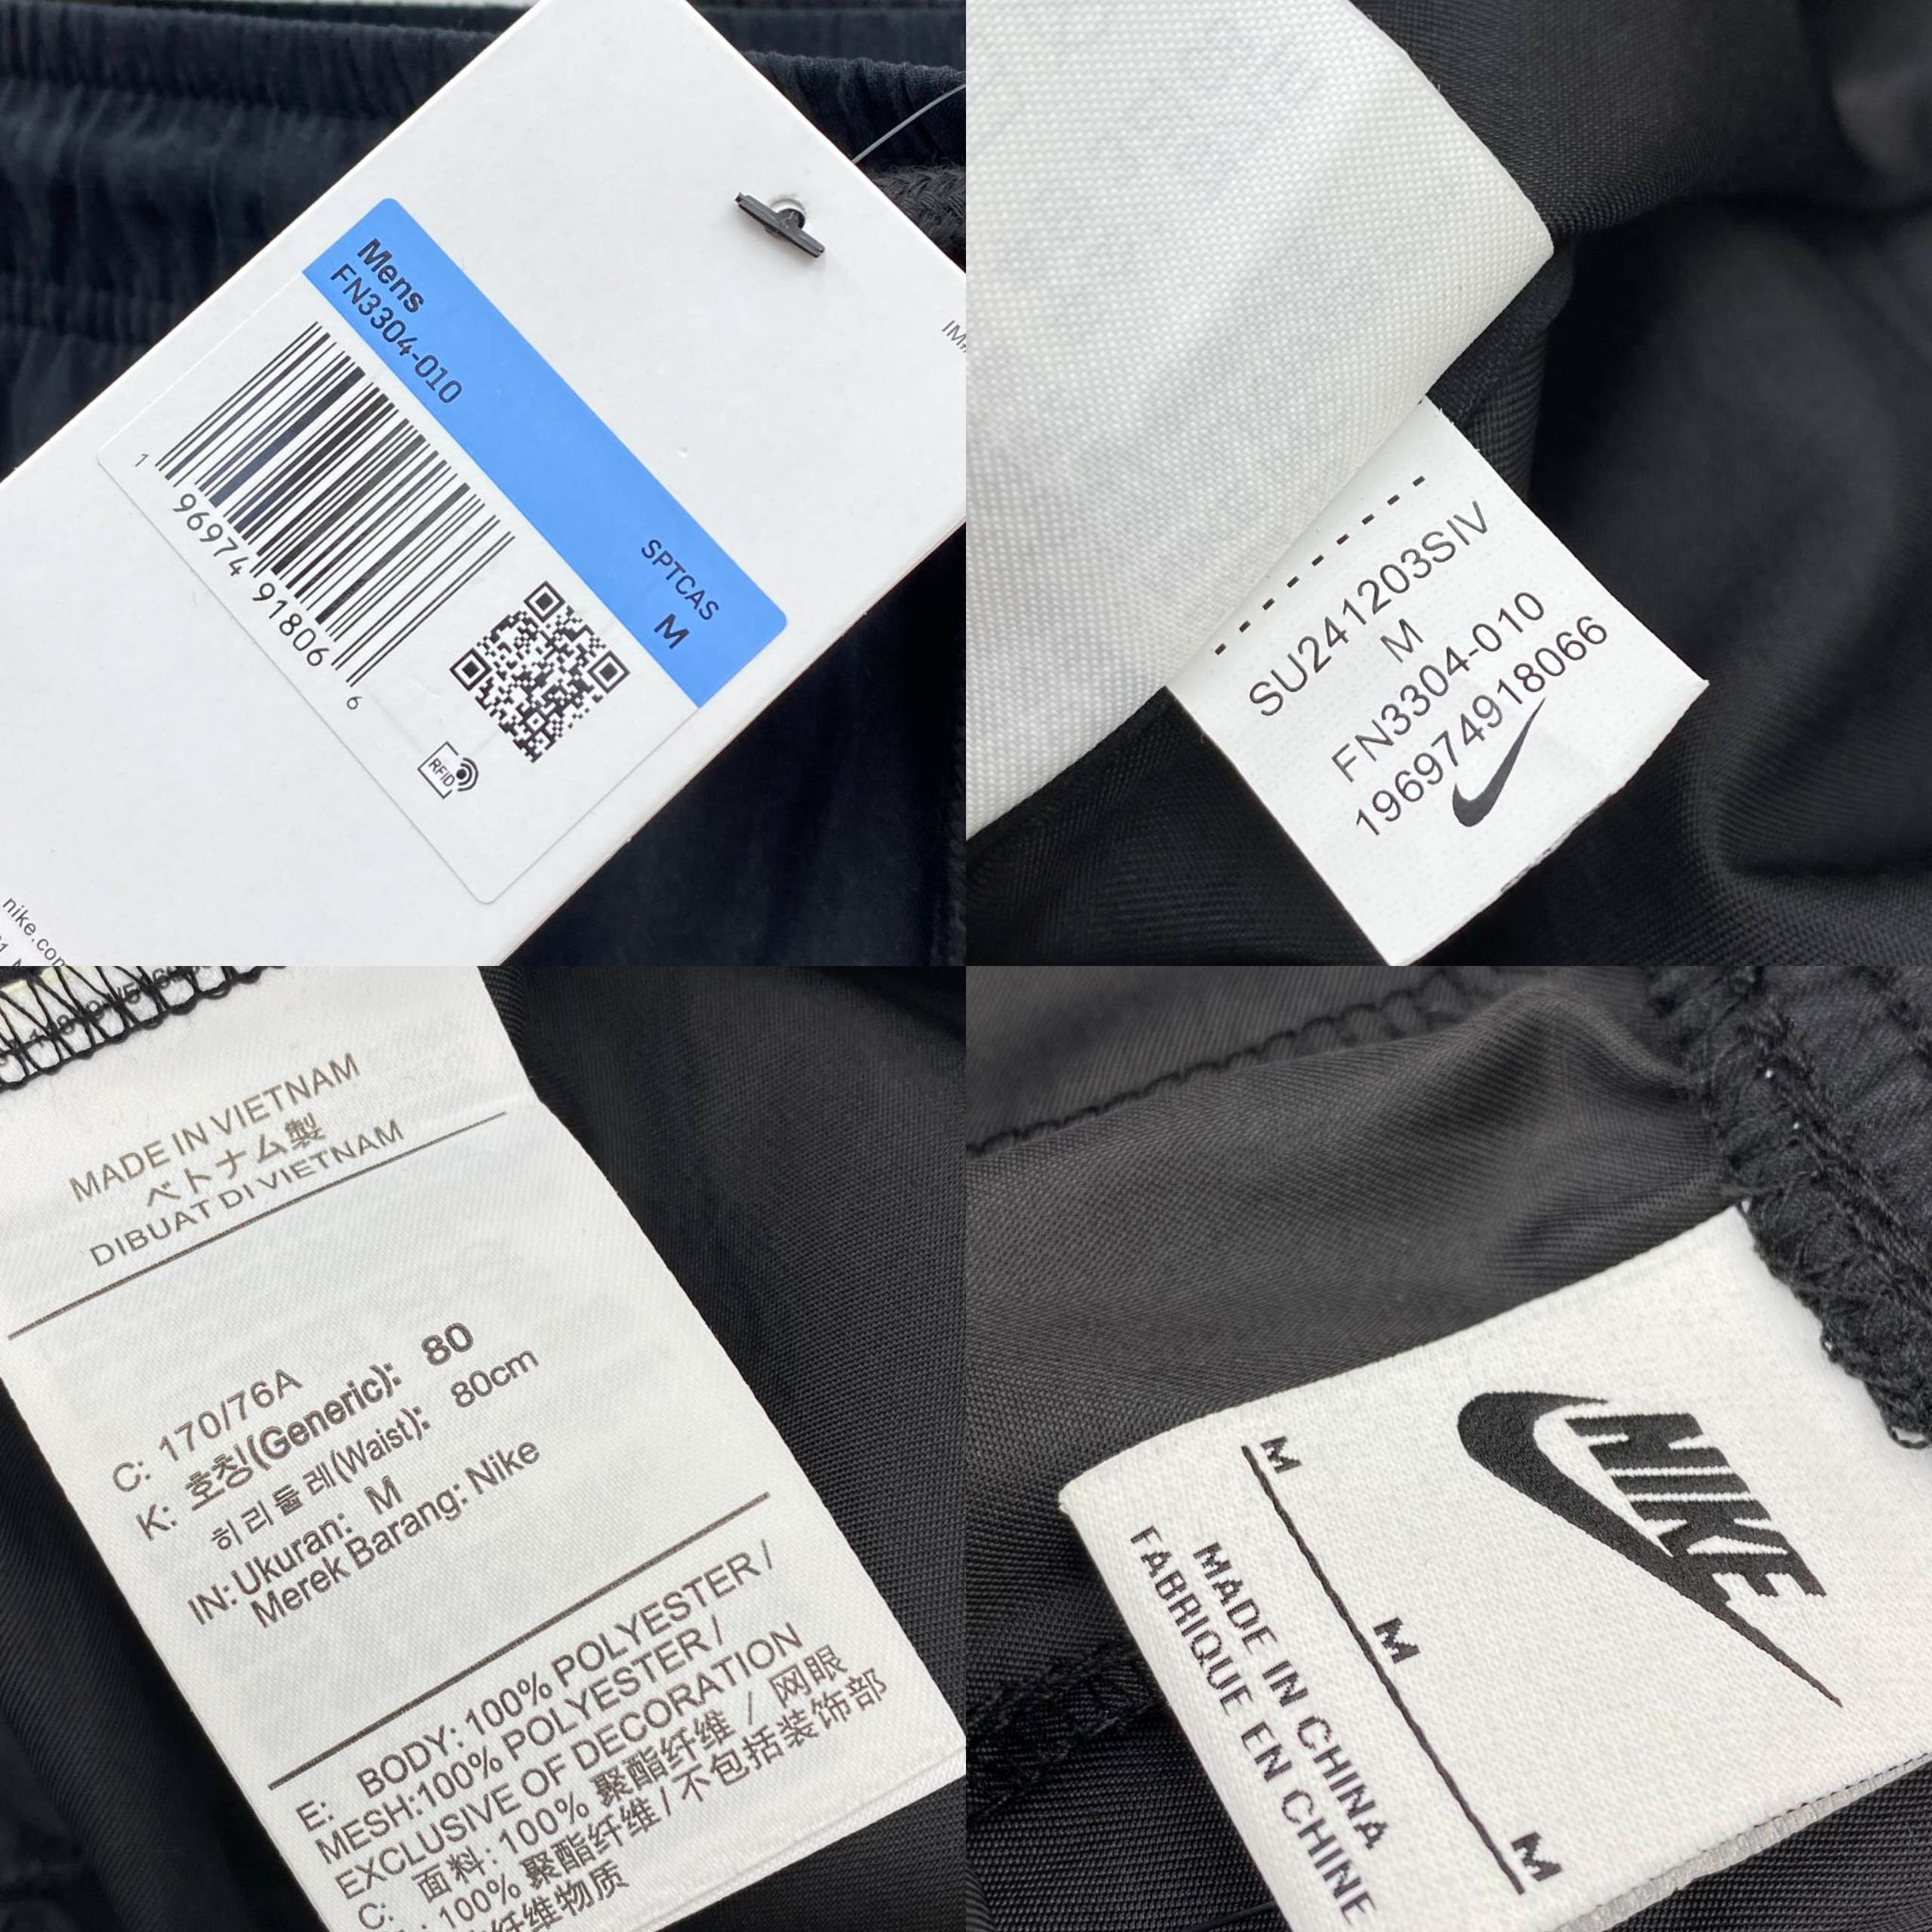 Mens
FN3304-010
SPTCAS
M
1 96974 91806 6
RFID
nike.com
SU241203SIV
M
FN3304-010
196974918066
MADE IN VIETNAM
ベトナム製
DIBUAT DI VIETNAM
C: 170/76A
K: 호칭(Generic): 80
히리둘레(Waist): 80cm
IN: Ukuran: M
Merek Barang: Nike
E: BODY: 100% POLYESTER /
MESH:100% POLYESTER /
EXCLUSIVE OF DECORATION
C: 面料: 100% 聚酯纤维 / 网眼
: 100% 聚酯纤维 / 不包括装饰部
纤维物质
NIKE
M
M
M
MADE IN CHINA
FABRIQUE EN CHINE